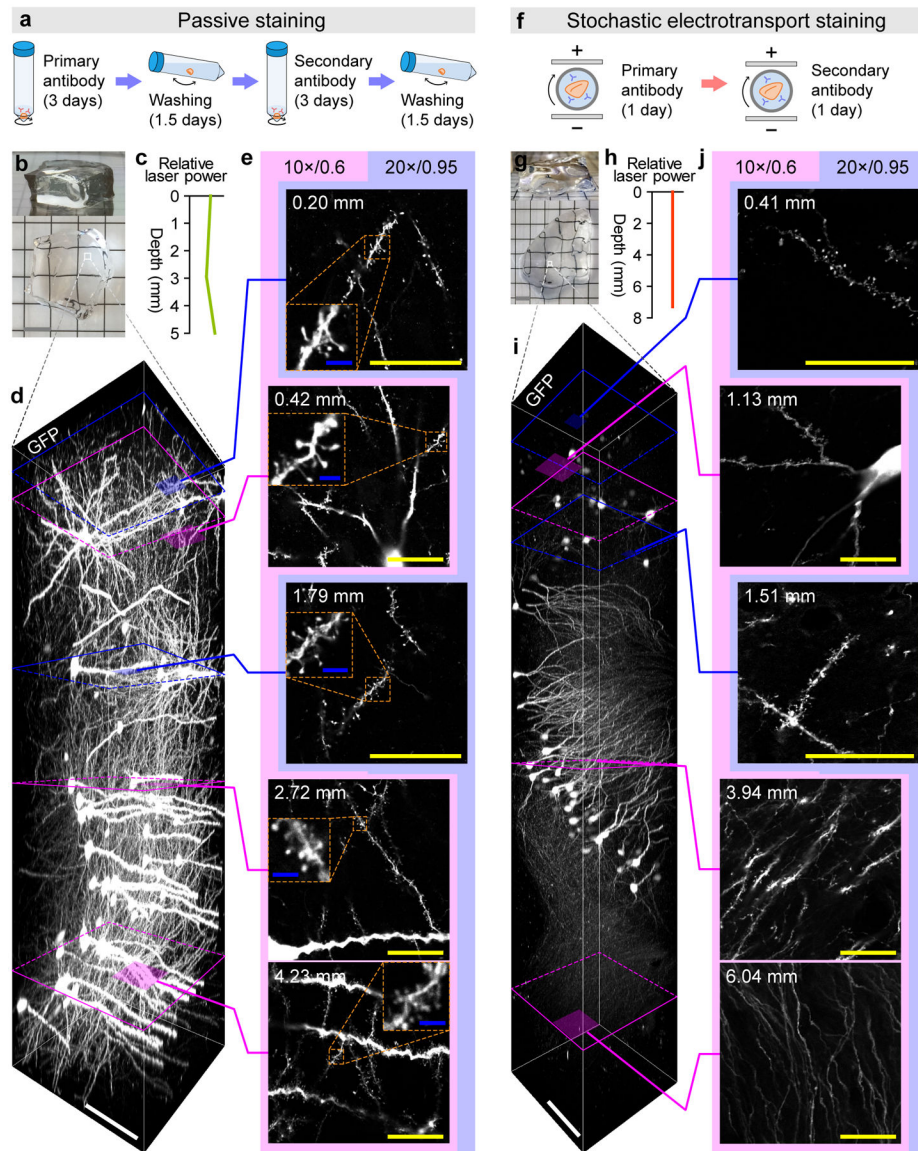 a
Passive staining
Primary
antibody
(3 days)
Washing
(1.5 days)
Secondary
antibody
(3 days)
Washing
(1.5 days)
f
Stochastic electrotransport staining
+
−
Primary
antibody
(1 day)
+
−
Secondary
antibody
(1 day)
b
c
Relative
laser power
0
1
2
3
4
5
Depth (mm)
d
GFP
e
10×/0.6
20×/0.95
0.20 mm
0.42 mm
1.79 mm
2.72 mm
4.23 mm
g
h
Relative
laser power
0
2
4
6
8
Depth (mm)
i
GFP
j
10×/0.6
20×/0.95
0.41 mm
1.13 mm
1.51 mm
3.94 mm
6.04 mm